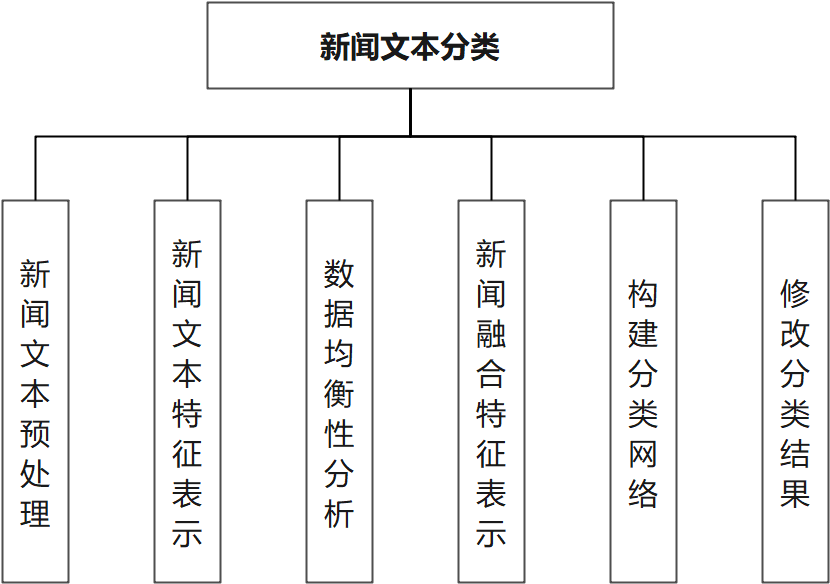 新闻文本分类
新闻文本预处理
新闻文本特征表示
数据均衡性分析
新闻融合特征表示
构建分类网络
修改分类结果